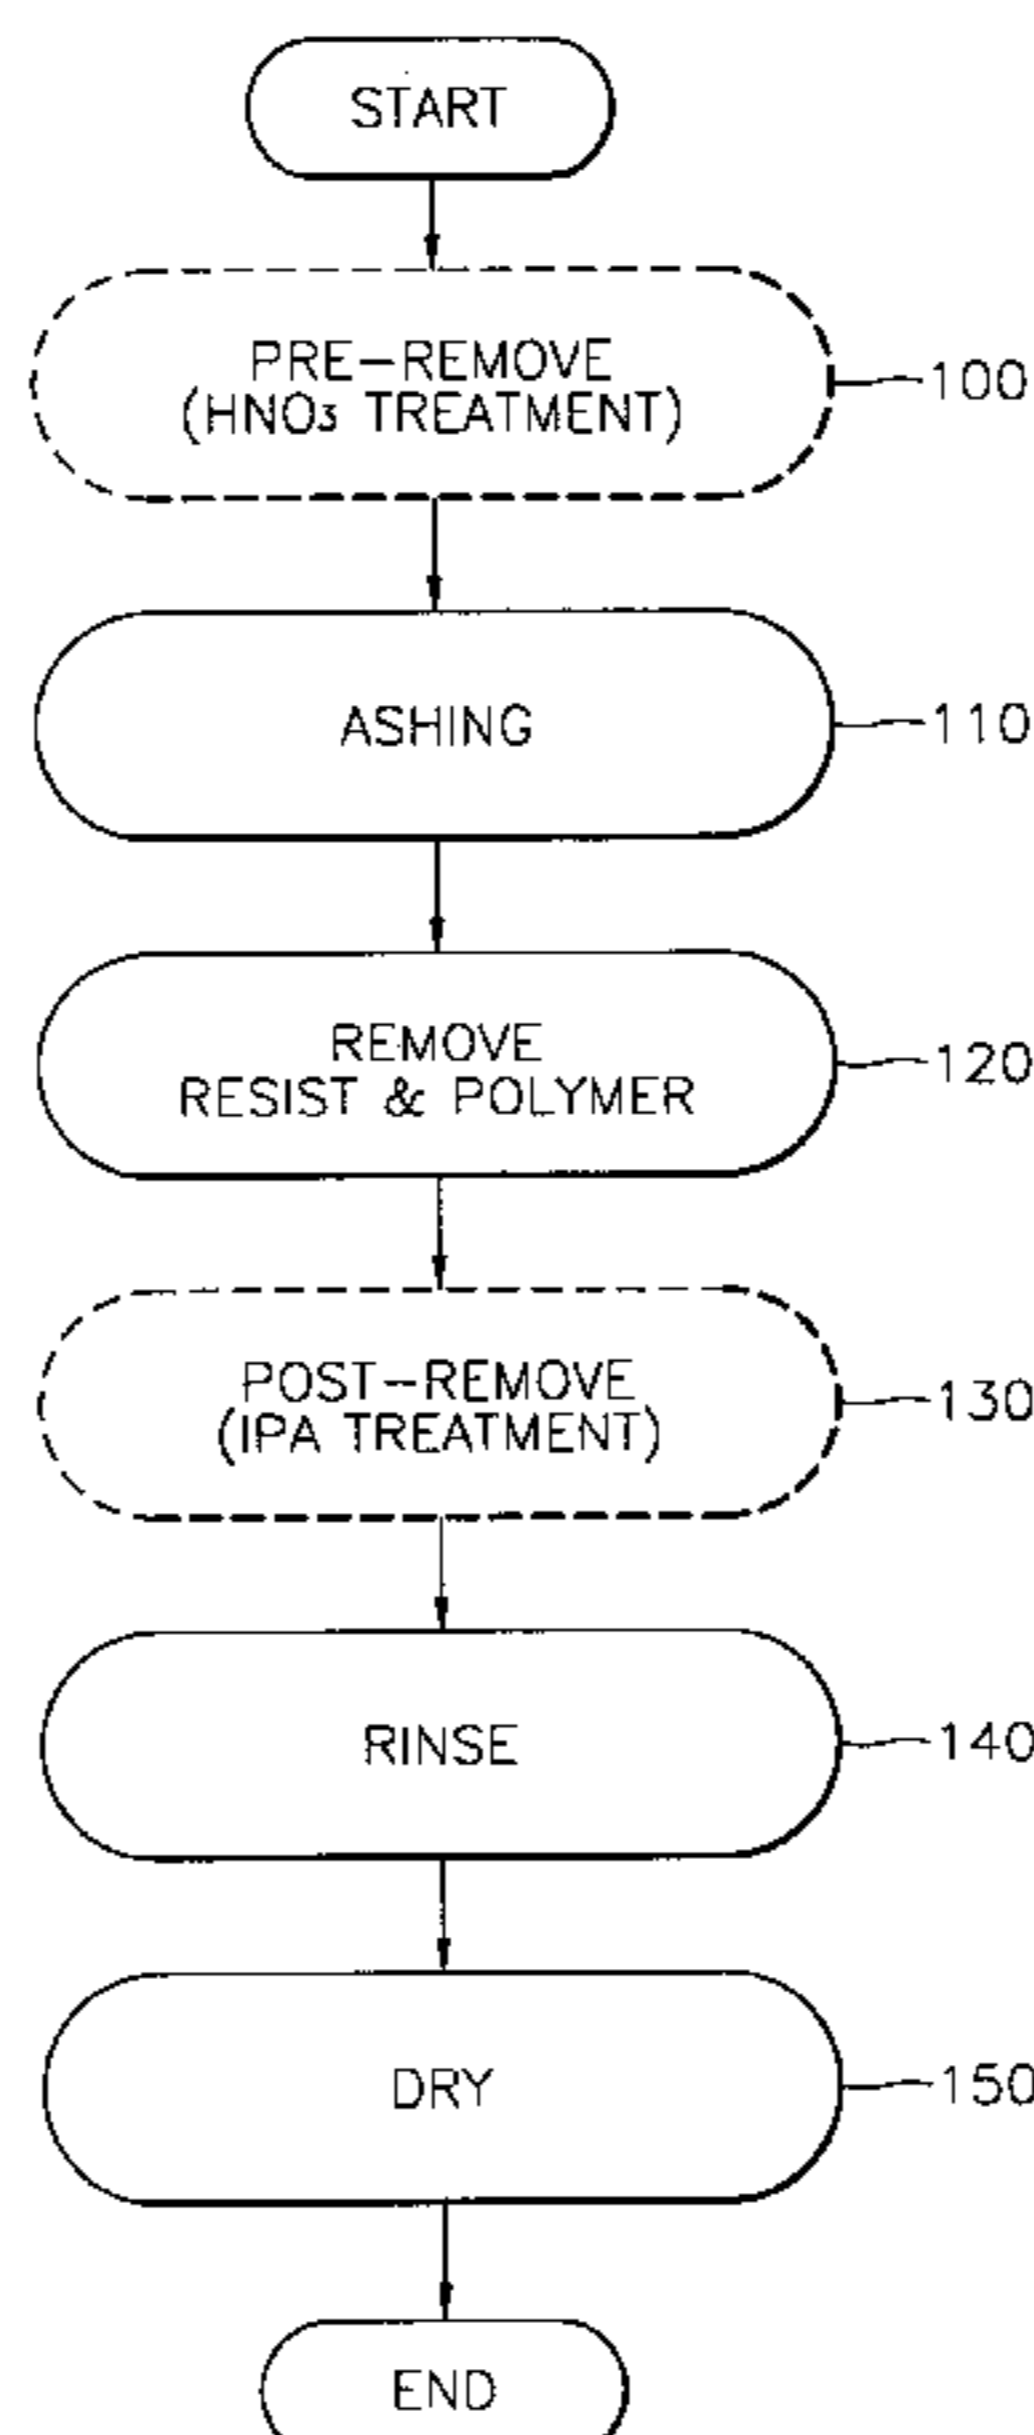 START
PRE-REMOVE
(HNO₃ TREATMENT)
100
ASHING
110
REMOVE
RESIST & POLYMER
120
POST-REMOVE
(IPA TREATMENT)
130
RINSE
140
DRY
150
END